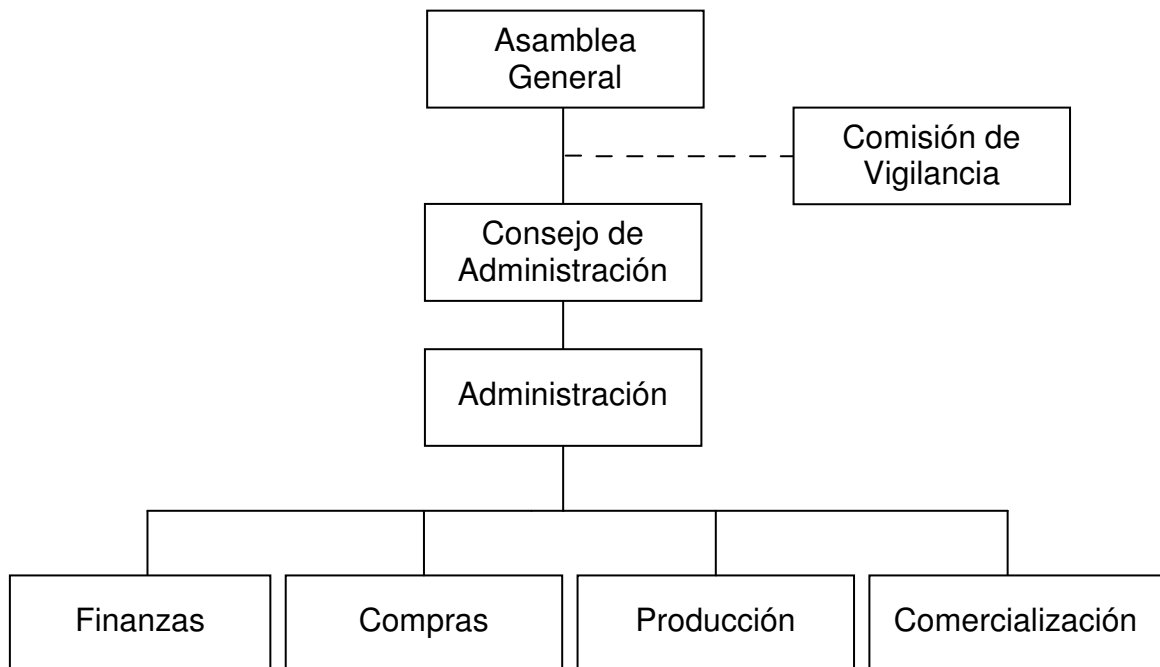 Asamblea
General
Comisión de
Vigilancia
Consejo de
Administración
Administración
Finanzas
Compras
Producción
Comercialización